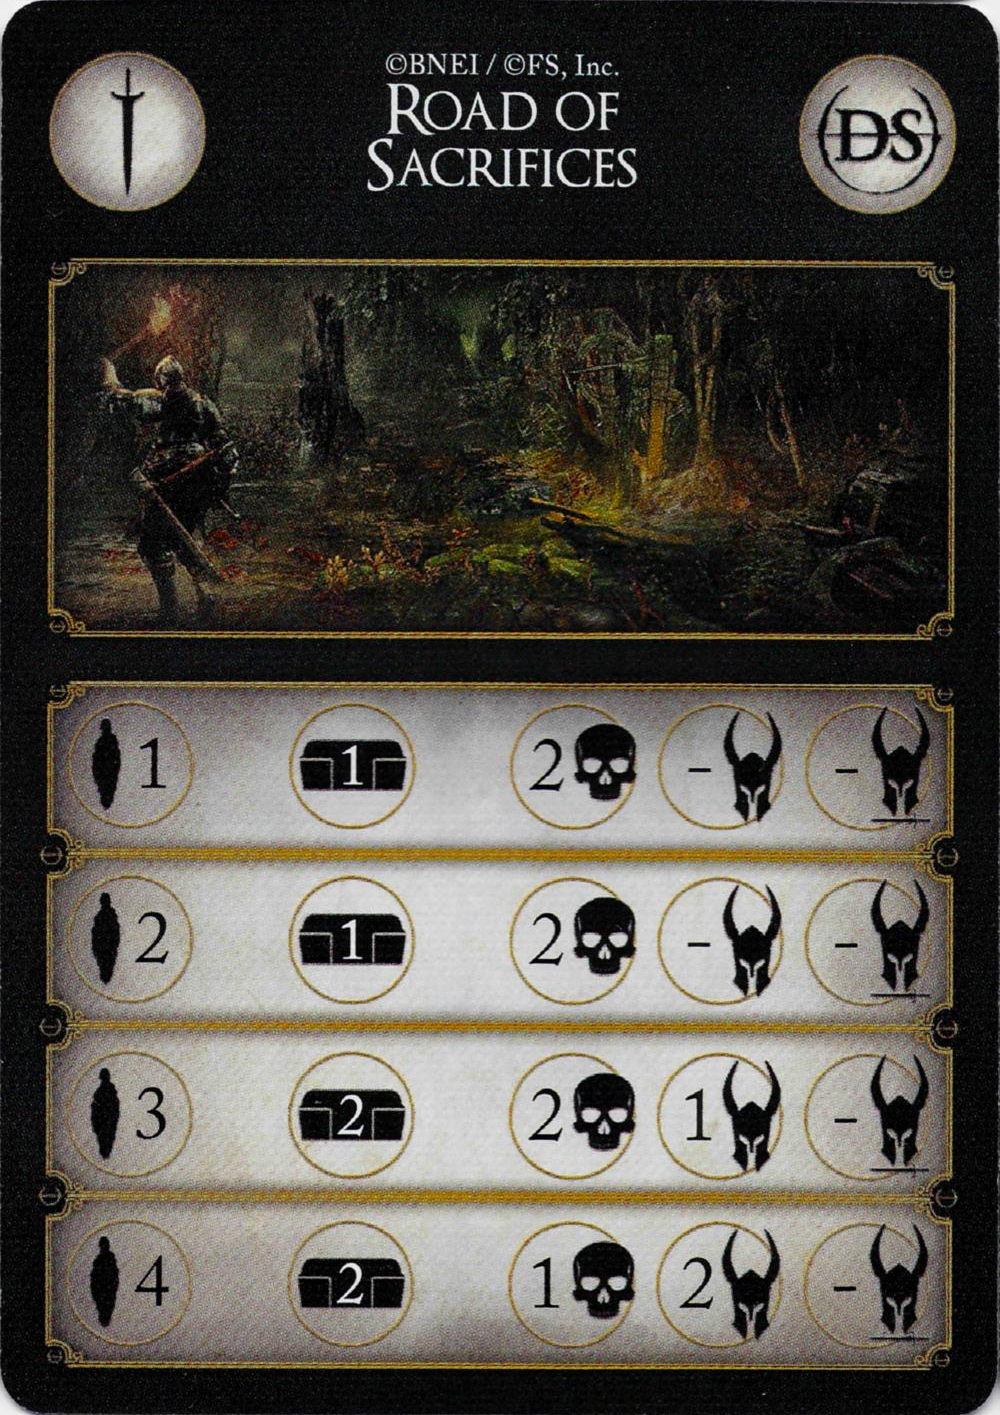 ©BNEI / ©FS, Inc.
ROAD OF
SACRIFICES
DS
1 1 2 - -
2 1 2 - -
3 2 2 1 -
4 2 1 2 -